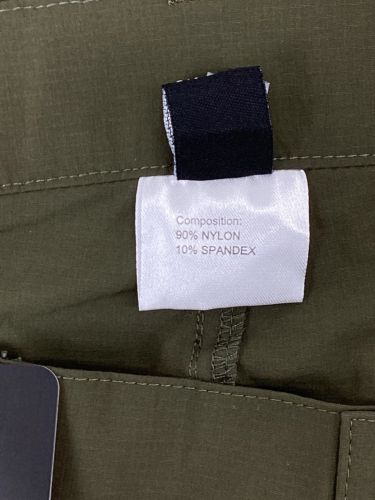 Composition:
90% NYLON
10% SPANDEX